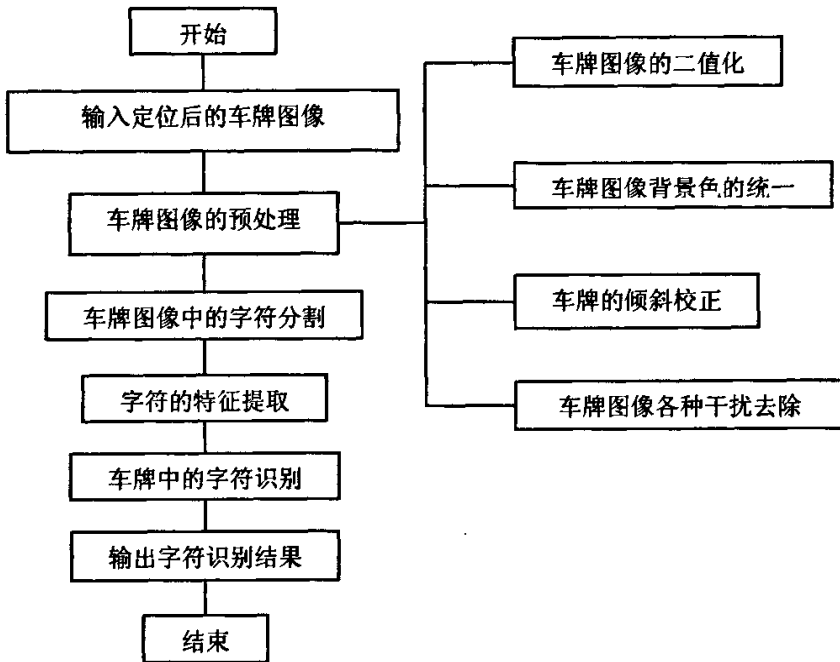 开始
输入定位后的车牌图像
车牌图像的预处理
车牌图像中的字符分割
字符的特征提取
车牌中的字符识别
输出字符识别结果
结束
车牌图像的二值化
车牌图像背景色的统一
车牌的倾斜校正
车牌图像各种干扰去除